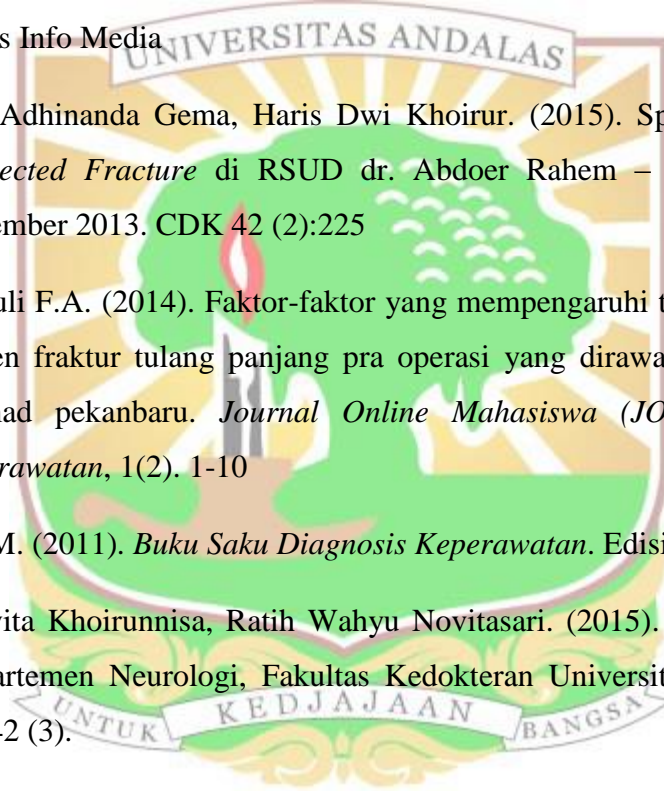 s Info Media
UNIVERSITAS ANDALAS
Adhinanda Gema, Haris Dwi Khoirur. (2015). Sp
ected Fracture di RSUD dr. Abdoer Rahem –
ember 2013. CDK 42 (2):225
uli F.A. (2014). Faktor-faktor yang mempengaruhi t
en fraktur tulang panjang pra operasi yang dirawa
nad pekanbaru. Journal Online Mahasiswa (JO
rawatan, 1(2). 1-10
M. (2011). Buku Saku Diagnosis Keperawatan. Edisi
vita Khoirunnisa, Ratih Wahyu Novitasari. (2015).
artemen Neurologi, Fakultas Kedokteran Universit
42 (3).
UNTUK KEDJAJAAN BANGSA